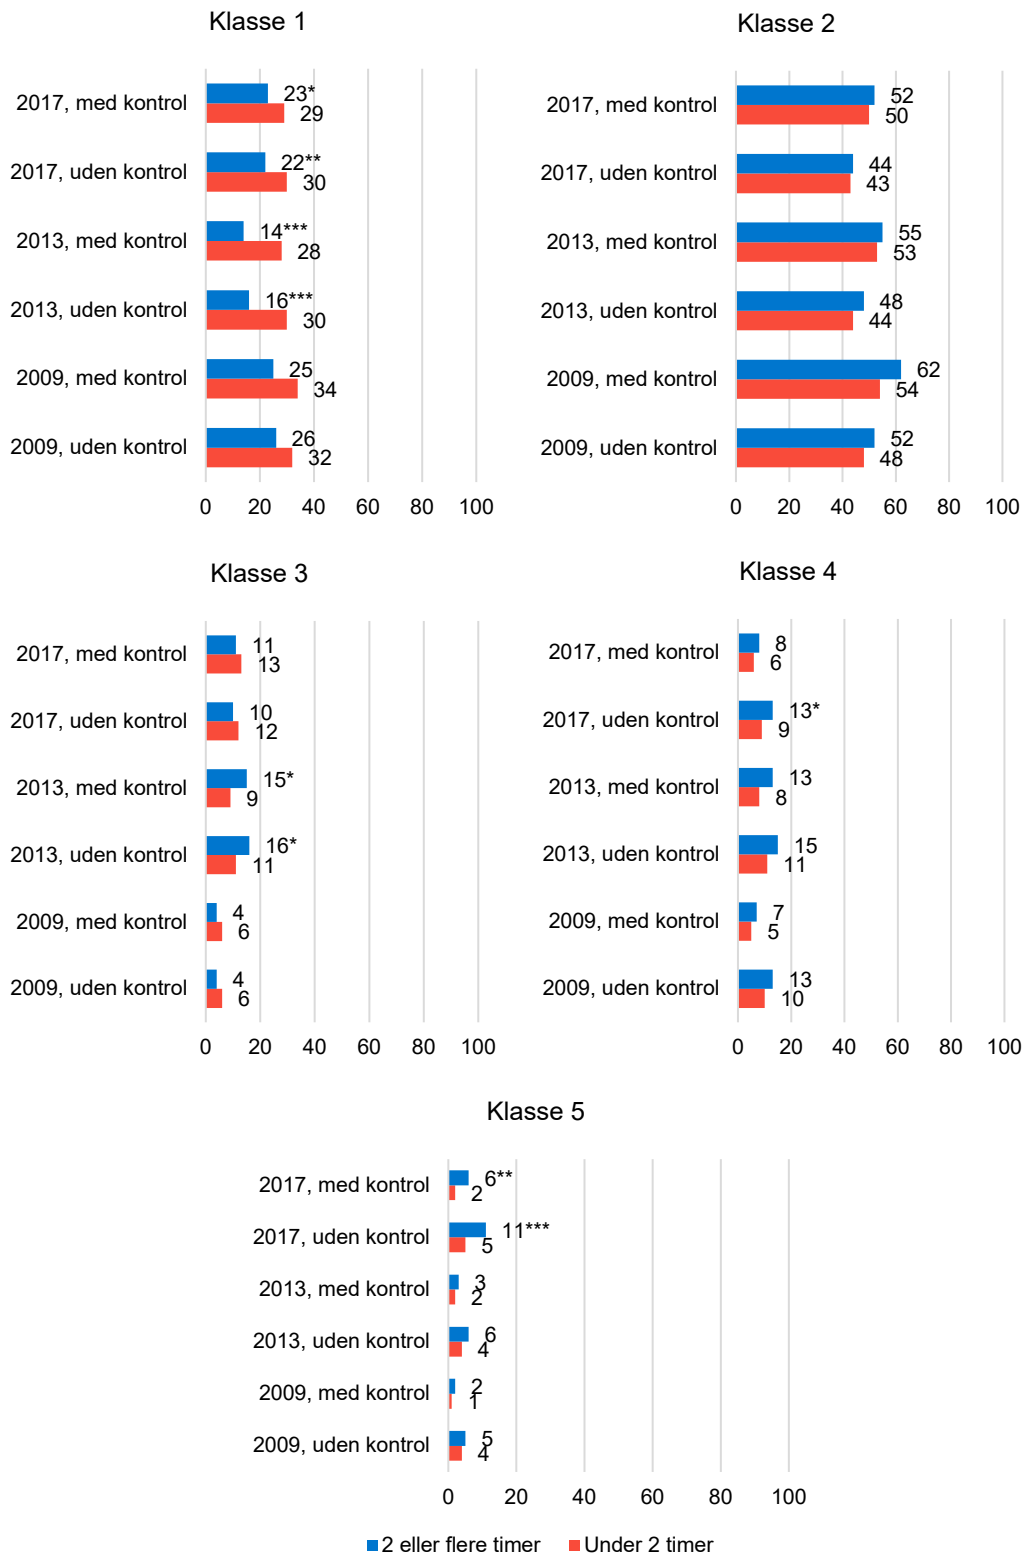 Klasse 1
2017, med kontrol 23* 29
2017, uden kontrol 22** 30
2013, med kontrol 14*** 28
2013, uden kontrol 16*** 30
2009, med kontrol 25 34
2009, uden kontrol 26 32
0 20 40 60 80 100
Klasse 2
2017, med kontrol 52 50
2017, uden kontrol 44 43
2013, med kontrol 55 53
2013, uden kontrol 48 44
2009, med kontrol 62 54
2009, uden kontrol 52 48
0 20 40 60 80 100
Klasse 3
2017, med kontrol 11 13
2017, uden kontrol 10 12
2013, med kontrol 15* 9
2013, uden kontrol 16* 11
2009, med kontrol 4 6
2009, uden kontrol 4 6
0 20 40 60 80 100
Klasse 4
2017, med kontrol 8 6
2017, uden kontrol 13* 9
2013, med kontrol 13 8
2013, uden kontrol 15 11
2009, med kontrol 7 5
2009, uden kontrol 13 10
0 20 40 60 80 100
Klasse 5
2017, med kontrol 6** 2
2017, uden kontrol 11*** 5
2013, med kontrol 3 2
2013, uden kontrol 6 4
2009, med kontrol 2 1
2009, uden kontrol 5 4
0 20 40 60 80 100
2 eller flere timer Under 2 timer